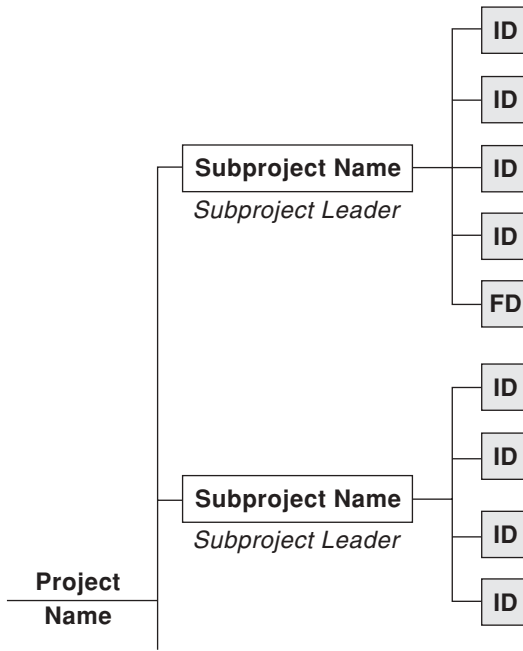 ID
ID
Subproject Name
ID
Subproject Leader
ID
FD
ID
ID
Subproject Name
Subproject Leader
ID
Project
Name
ID